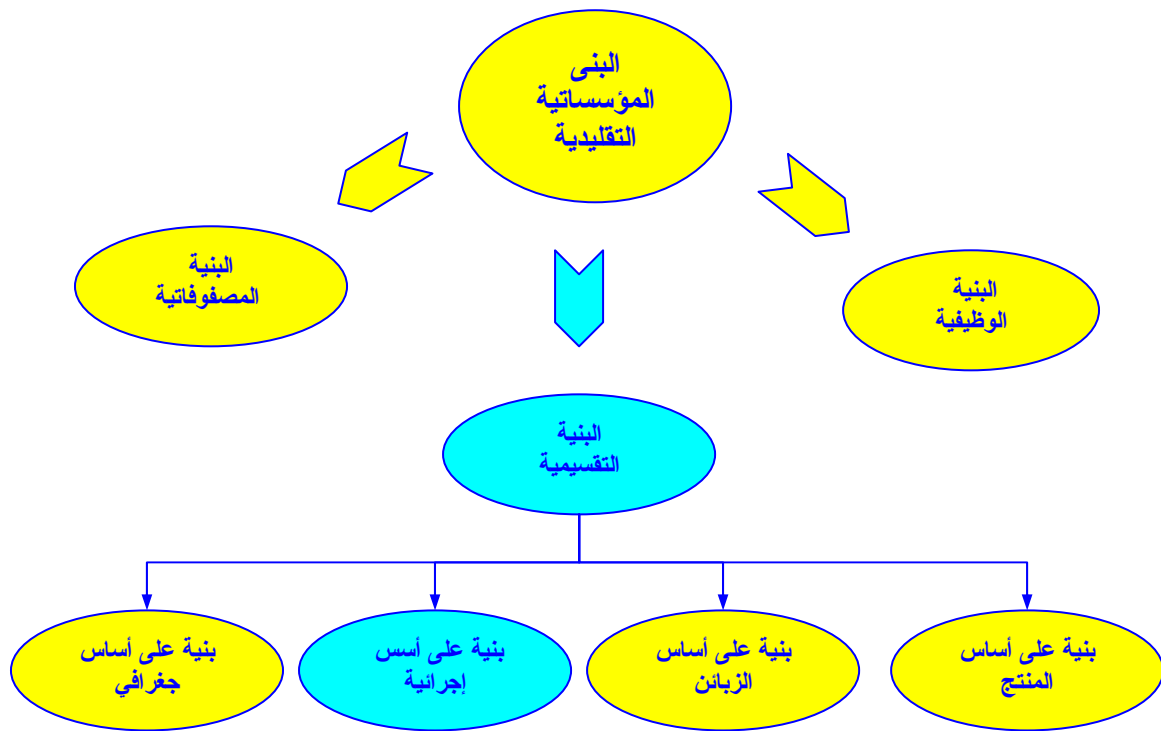 البنى
المؤسساتية
التقليدية
البنية
الوظيفية
البنية
المصفوفاتية
البنية
التقسيمية
بنية على أساس
المنتج
بنية على أساس
الزبائن
بنية على أسس
إجرائية
بنية على أساس
جغرافي